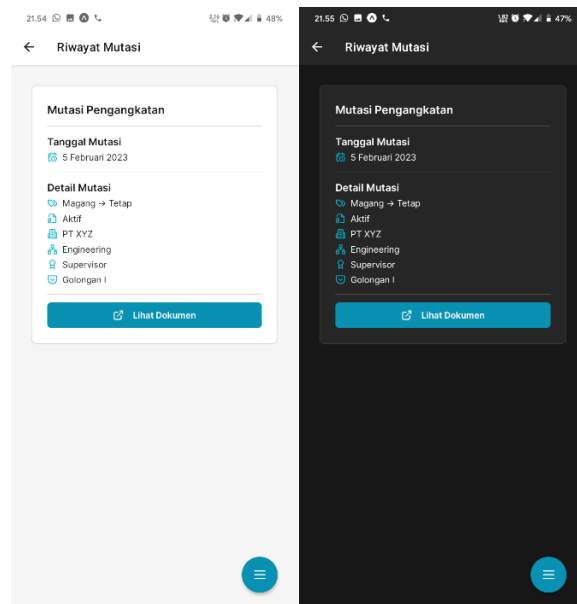 21.54
48%
Riwayat Mutasi
Mutasi Pengangkatan
Tanggal Mutasi
5 Februari 2023
Detail Mutasi
Magang → Tetap
Aktif
PT XYZ
Engineering
Supervisor
Golongan I
Lihat Dokumen
21.55
47%
Riwayat Mutasi
Mutasi Pengangkatan
Tanggal Mutasi
5 Februari 2023
Detail Mutasi
Magang → Tetap
Aktif
PT XYZ
Engineering
Supervisor
Golongan I
Lihat Dokumen